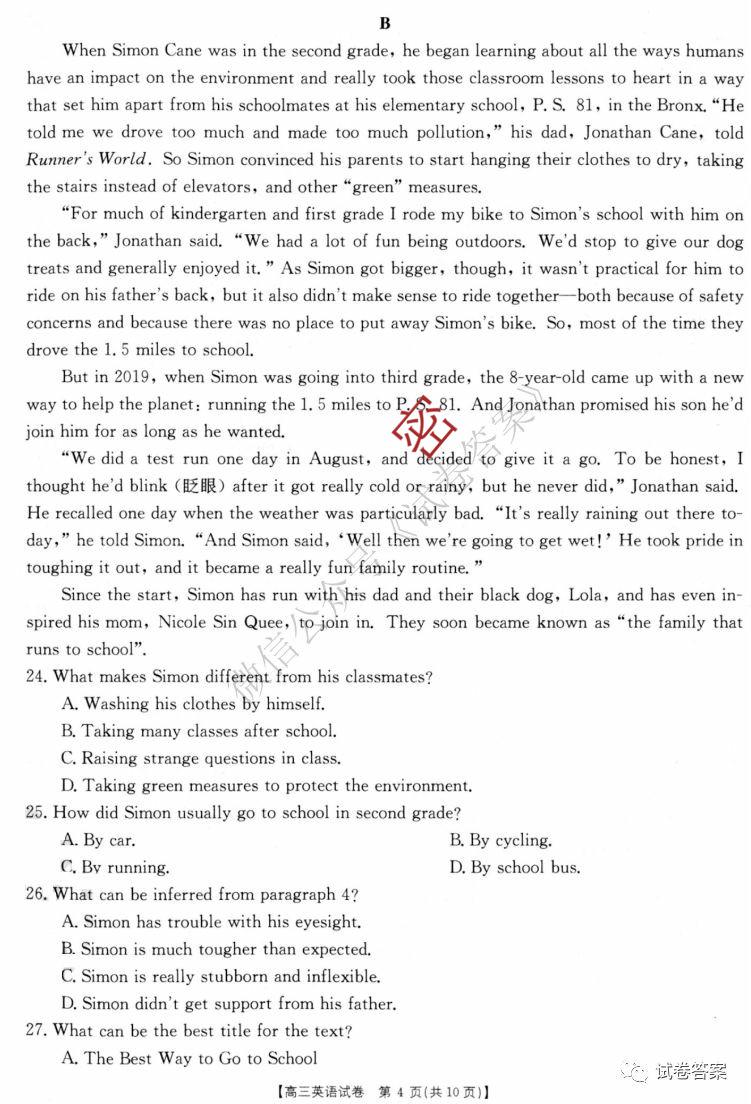 B
When Simon Cane was in the second grade, he began learning about all the ways humans
have an impact on the environment and really took those classroom lessons to heart in a way
that set him apart from his schoolmates at his elementary school, P. S. 81, in the Bronx. “He
told me we drove too much and made too much pollution,” his dad, Jonathan Cane, told
Runner's World. So Simon convinced his parents to start hanging their clothes to dry, taking
the stairs instead of elevators, and other “green” measures.
“For much of kindergarten and first grade I rode my bike to Simon's school with him on
the back,” Jonathan said. “We had a lot of fun being outdoors. We'd stop to give our dog
treats and generally enjoyed it.” As Simon got bigger, though, it wasn't practical for him to
ride on his father's back, but it also didn't make sense to ride together—both because of safety
concerns and because there was no place to put away Simon's bike. So, most of the time they
drove the 1.5 miles to school.
But in 2019, when Simon was going into third grade, the 8-year-old came up with a new
way to help the planet: running the 1.5 miles to P. S. 81. And Jonathan promised his son he'd
join him for as long as he wanted.
“We did a test run one day in August, and decided to give it a go. To be honest, I
thought he'd blink (眨眼) after it got really cold or rainy, but he never did,” Jonathan said.
He recalled one day when the weather was particularly bad. “It's really raining out there to-
day,” he told Simon. “And Simon said, ‘Well then we're going to get wet!’ He took pride in
toughing it out, and it became a really fun family routine.”
Since the start, Simon has run with his dad and their black dog, Lola, and has even in-
spired his mom, Nicole Sin Quee, to join in. They soon became known as “the family that
runs to school”.
24. What makes Simon different from his classmates?
A. Washing his clothes by himself.
B. Taking many classes after school.
C. Raising strange questions in class.
D. Taking green measures to protect the environment.
25. How did Simon usually go to school in second grade?
A. By car. B. By cycling.
C. By running. D. By school bus.
26. What can be inferred from paragraph 4?
A. Simon has trouble with his eyesight.
B. Simon is much tougher than expected.
C. Simon is really stubborn and inflexible.
D. Simon didn't get support from his father.
27. What can be the best title for the text?
A. The Best Way to Go to School
【高三英语试卷 第 4 页(共 10 页)】
密
微信公众号《试卷答案》
试卷答案